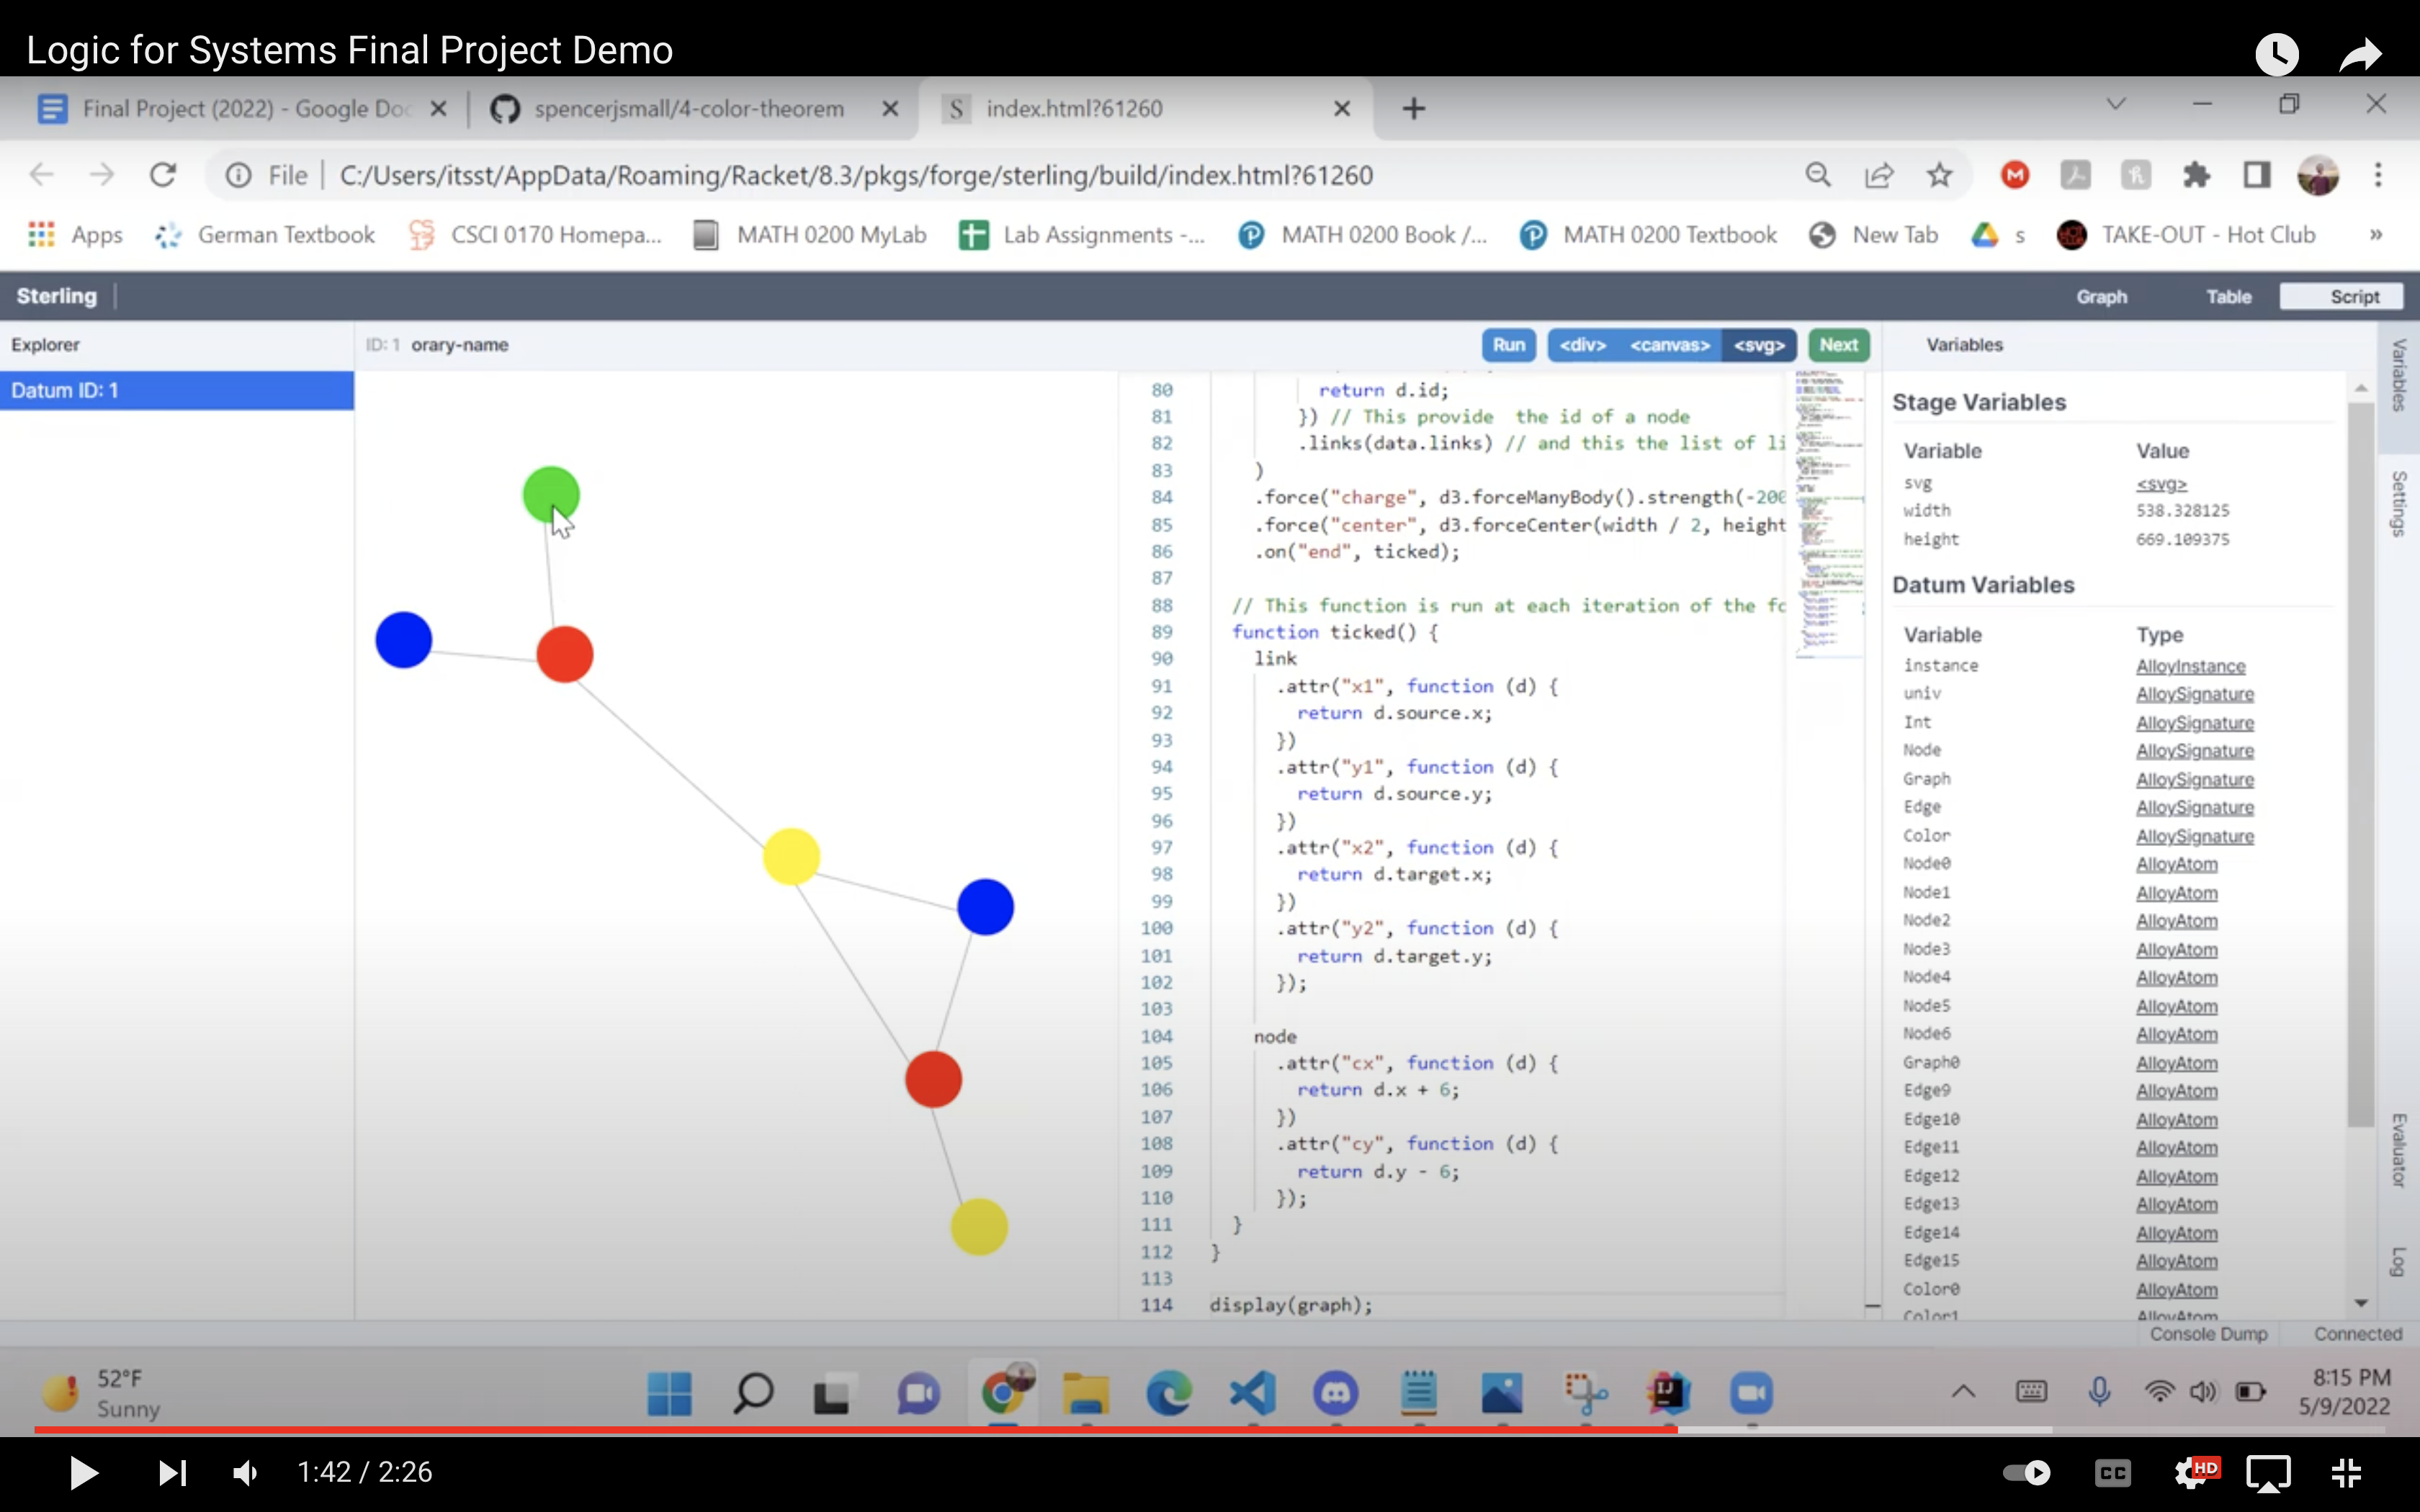 Logic for Systems Final Project Demo
Final Project (2022) - Google Doc
spencerjsmall/4-color-theorem
S index.html?61260
File | C:/Users/itsst/AppData/Roaming/Racket/8.3/pkgs/forge/sterling/build/index.html?61260
M
Apps
German Textbook
CS 17 CSCI 0170 Homepa...
MATH 0200 MyLab
Lab Assignments -...
MATH 0200 Book /...
MATH 0200 Textbook
New Tab
s
TAKE-OUT - Hot Club
»
Sterling
Graph
Table
Script
Explorer
ID: 1 orary-name
Run
<div>
<canvas>
<svg>
Next
Variables
Datum ID: 1
80 return d.id;
81 }) // This provide  the id of a node
82 .links(data.links) // and this the list of li
83 )
84 .force("charge", d3.forceManyBody().strength(-200
85 .force("center", d3.forceCenter(width / 2, height
86 .on("end", ticked);
87
88 // This function is run at each iteration of the fo
89 function ticked() {
90 link
91 .attr("x1", function (d) {
92 return d.source.x;
93 })
94 .attr("y1", function (d) {
95 return d.source.y;
96 })
97 .attr("x2", function (d) {
98 return d.target.x;
99 })
100 .attr("y2", function (d) {
101 return d.target.y;
102 });
103
104 node
105 .attr("cx", function (d) {
106 return d.x + 6;
107 })
108 .attr("cy", function (d) {
109 return d.y - 6;
110 });
111 }
112 }
113
114 display(graph);
Stage Variables
Variable Value
svg <svg>
width 538.328125
height 669.109375
Datum Variables
Variable Type
instance AlloyInstance
univ AlloySignature
Int AlloySignature
Node AlloySignature
Graph AlloySignature
Edge AlloySignature
Color AlloySignature
Node0 AlloyAtom
Node1 AlloyAtom
Node2 AlloyAtom
Node3 AlloyAtom
Node4 AlloyAtom
Node5 AlloyAtom
Node6 AlloyAtom
Graph0 AlloyAtom
Edge9 AlloyAtom
Edge10 AlloyAtom
Edge11 AlloyAtom
Edge12 AlloyAtom
Edge13 AlloyAtom
Edge14 AlloyAtom
Edge15 AlloyAtom
Color0 AlloyAtom
Color1 AlloyAtom
Variables
Settings
Evaluator
Log
Console Dump
Connected
52°F
Sunny
IJ
8:15 PM
5/9/2022
1:42 / 2:26
CC
HD